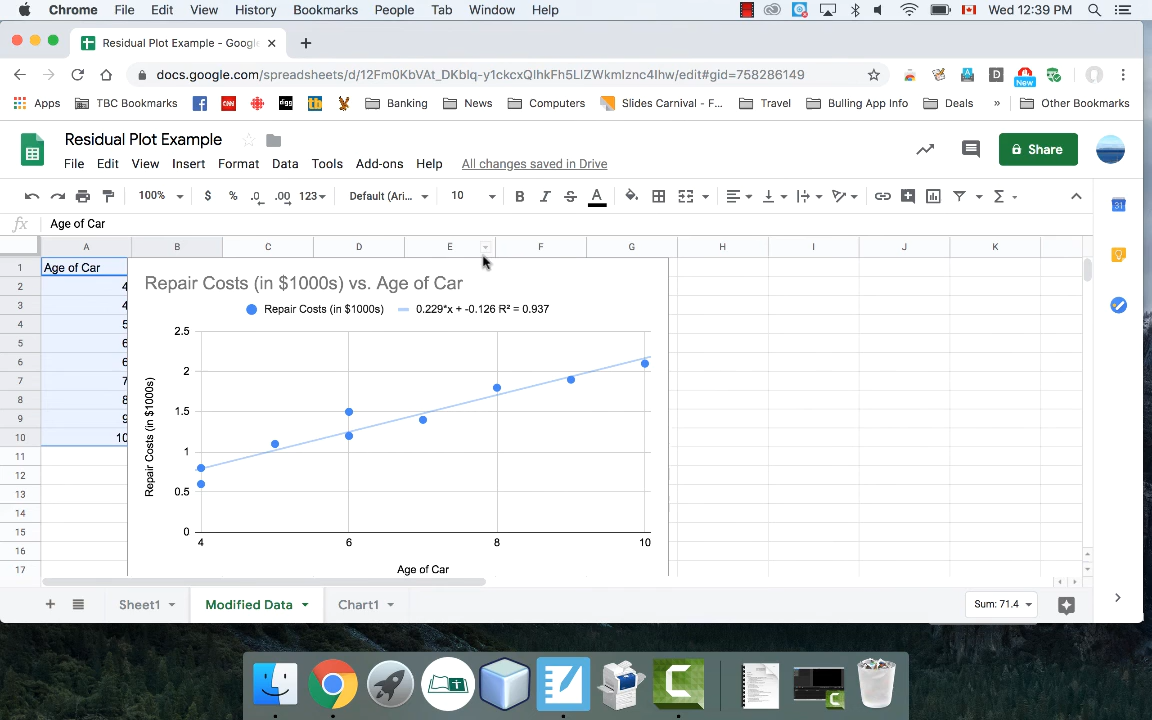 Chrome File Edit View History Bookmarks People Tab Window Help Wed 12:39 PM
Residual Plot Example - Googl
docs.google.com/spreadsheets/d/12Fm0KbVAt_DKblq-y1ckcxQlhkFh5LlZWkmlznc4lhw/edit#gid=758286149
New
Apps TBC Bookmarks CNN digg tb Banking News Computers Slides Carnival - F... Travel Bulling App Info Deals » Other Bookmarks
Residual Plot Example
Share
File Edit View Insert Format Data Tools Add-ons Help All changes saved in Drive
100% $ % .0 .00 123 Default (Ari... 10 B I S A
31
fx Age of Car
A B C D E F G H I J K
1 Age of Car
2 4
3 4
4 5
5 6
6 6
7 7
8 8
9 9
10 10
11
12
13
14
15
16
17
Repair Costs (in $1000s) vs. Age of Car
Repair Costs (in $1000s) 0.229*x + -0.126 R² = 0.937
Repair Costs (in $1000s)
2.5
2
1.5
1
0.5
0
4 6 8 10
Age of Car
+ Sheet1 Modified Data Chart1 Sum: 71.4